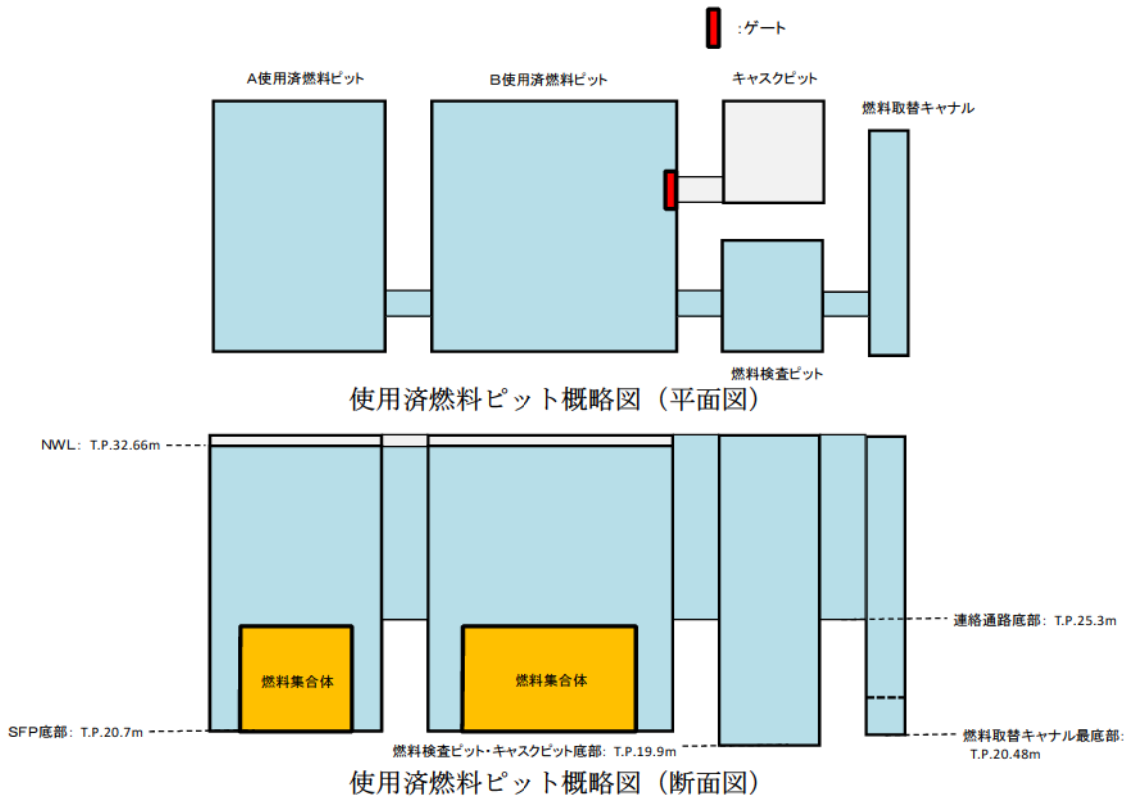 :ゲート
A使用済燃料ピット
B使用済燃料ピット
キャスクピット
燃料取替キャナル
燃料検査ピット
使用済燃料ピット概略図（平面図）
NWL: T.P.32.66m
連絡通路底部: T.P.25.3m
燃料集合体
燃料集合体
SFP底部: T.P.20.7m
燃料検査ピット・キャスクピット底部: T.P.19.9m
燃料取替キャナル最底部:
T.P.20.48m
使用済燃料ピット概略図（断面図）